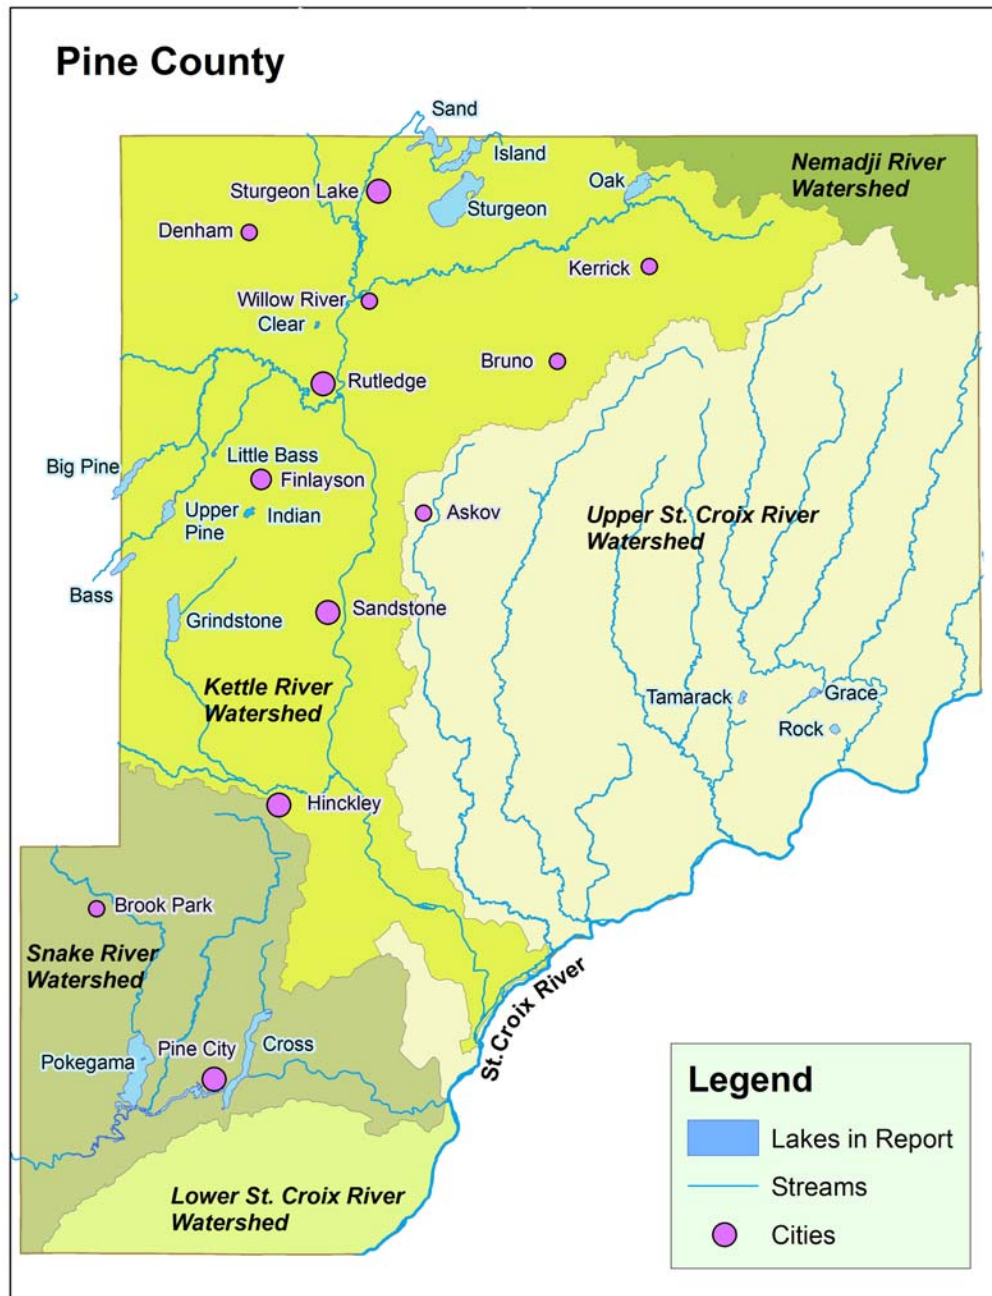 Pine County
Sand
Island
Nemadji River
Watershed
Oak
Sturgeon Lake
Sturgeon
Denham
Kerrick
Willow River
Clear
Bruno
Rutledge
Little Bass
Big Pine
Finlayson
Upper
Pine
Indian
Askov
Upper St. Croix River
Watershed
Bass
Grindstone
Sandstone
Kettle River
Watershed
Tamarack
Grace
Rock
Hinckley
Brook Park
Snake River
Watershed
St.Croix River
Pokegama
Pine City
Cross
Lower St. Croix River
Watershed
Legend
Lakes in Report
Streams
Cities